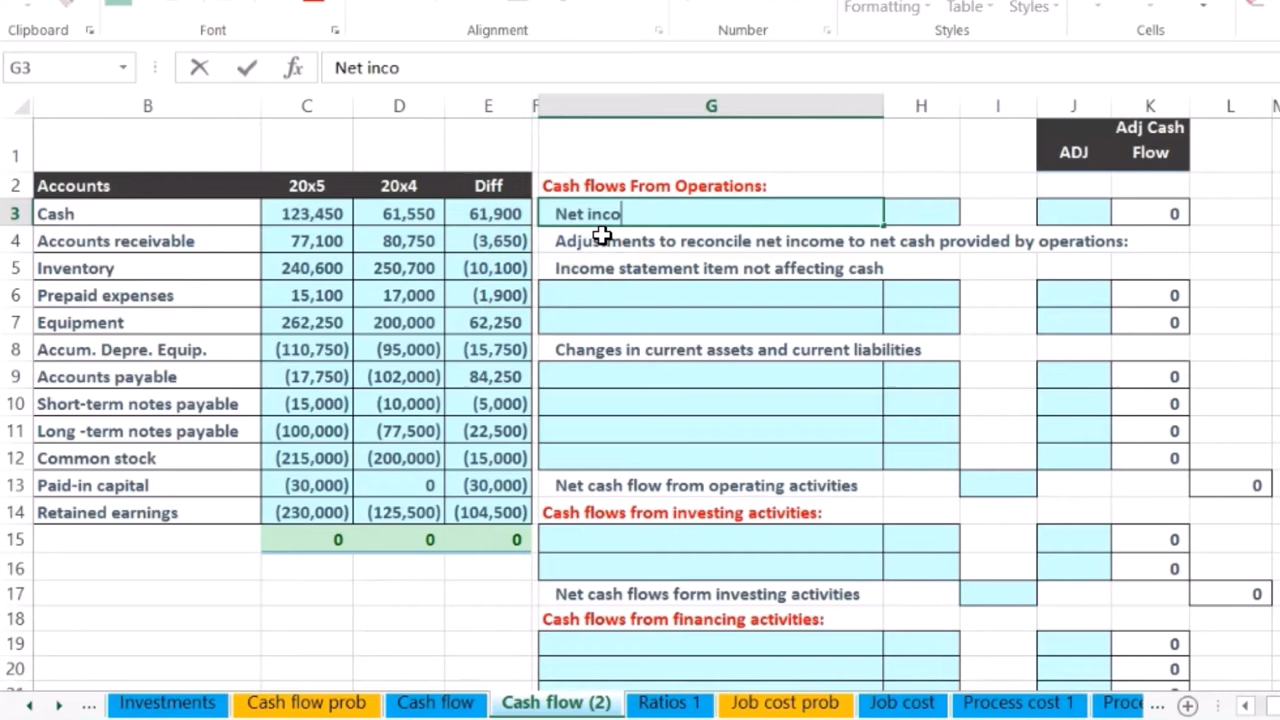 Formatting Table Styles
Clipboard Font Alignment Number Styles Cells
G3 fx Net inco
B C D E F G H I J K L
1 ADJ Adj Cash
Flow
2 Accounts 20x5 20x4 Diff Cash flows From Operations:
3 Cash 123,450 61,550 61,900 Net inco 0
4 Accounts receivable 77,100 80,750 (3,650) Adjustments to reconcile net income to net cash provided by operations:
5 Inventory 240,600 250,700 (10,100) Income statement item not affecting cash
6 Prepaid expenses 15,100 17,000 (1,900) 0
7 Equipment 262,250 200,000 62,250 0
8 Accum. Depre. Equip. (110,750) (95,000) (15,750) Changes in current assets and current liabilities
9 Accounts payable (17,750) (102,000) 84,250 0
10 Short-term notes payable (15,000) (10,000) (5,000) 0
11 Long -term notes payable (100,000) (77,500) (22,500) 0
12 Common stock (215,000) (200,000) (15,000) 0
13 Paid-in capital (30,000) 0 (30,000) Net cash flow from operating activities 0
14 Retained earnings (230,000) (125,500) (104,500) Cash flows from investing activities:
15 0 0 0 0
16 0
17 Net cash flows form investing activities 0
18 Cash flows from financing activities:
19 0
20 0
... Investments Cash flow prob Cash flow Cash flow (2) Ratios 1 Job cost prob Job cost Process cost 1 Proce ...